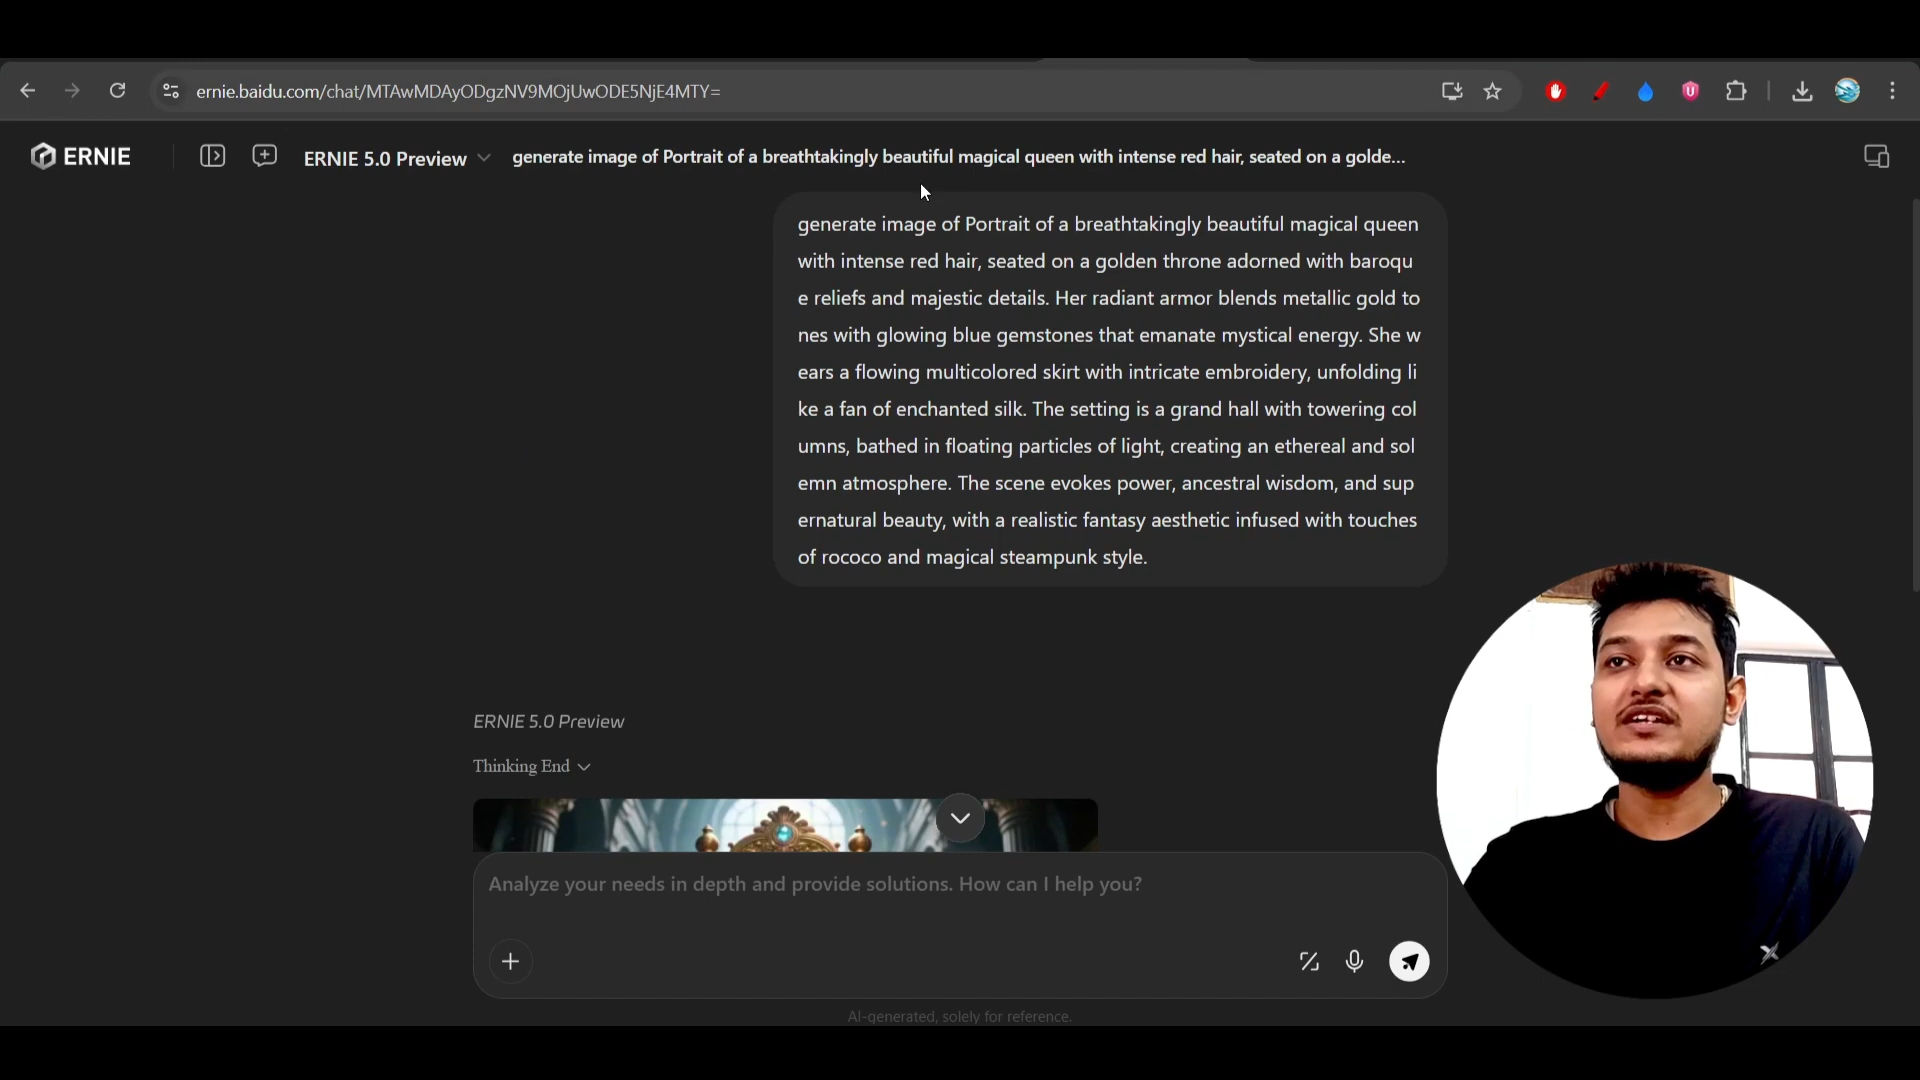 ernie.baidu.com/chat/MTAwMDAyODgzNV9MOjUwODE5NjE4MTY=
ERNIE
ERNIE 5.0 Preview
generate image of Portrait of a breathtakingly beautiful magical queen with intense red hair, seated on a golde...
generate image of Portrait of a breathtakingly beautiful magical queen
with intense red hair, seated on a golden throne adorned with baroqu
e reliefs and majestic details. Her radiant armor blends metallic gold to
nes with glowing blue gemstones that emanate mystical energy. She w
ears a flowing multicolored skirt with intricate embroidery, unfolding li
ke a fan of enchanted silk. The setting is a grand hall with towering col
umns, bathed in floating particles of light, creating an ethereal and sol
emn atmosphere. The scene evokes power, ancestral wisdom, and sup
ernatural beauty, with a realistic fantasy aesthetic infused with touches
of rococo and magical steampunk style.
ERNIE 5.0 Preview
Thinking End
Analyze your needs in depth and provide solutions. How can I help you?
AI-generated, solely for reference.